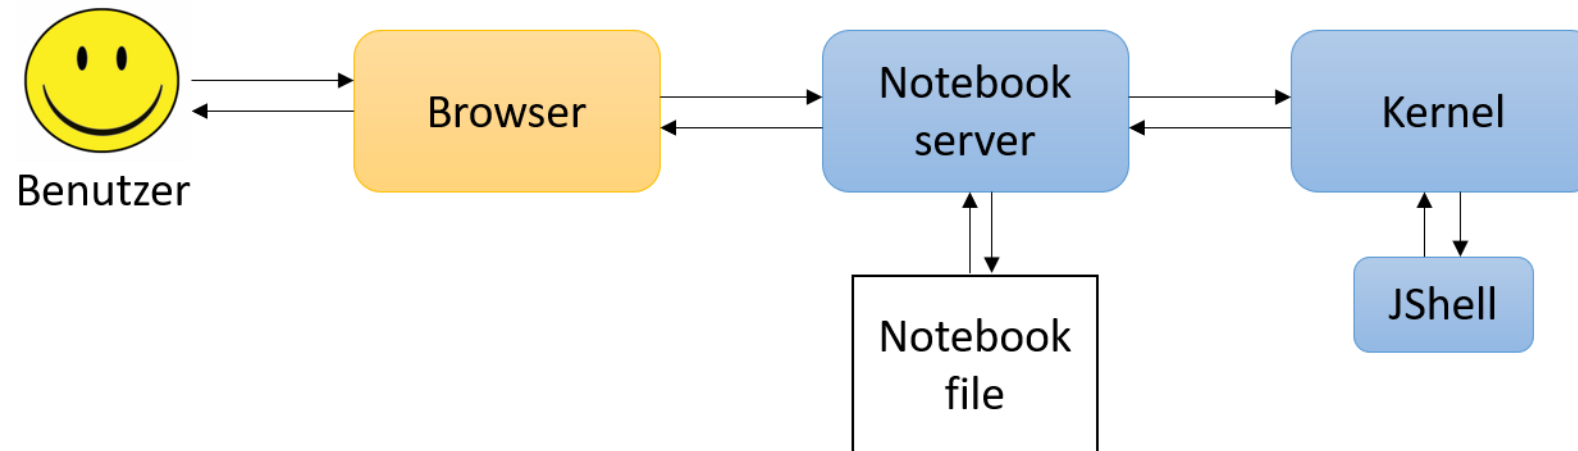 Benutzer
Browser
Notebook
server
Kernel
JShell
Notebook
file